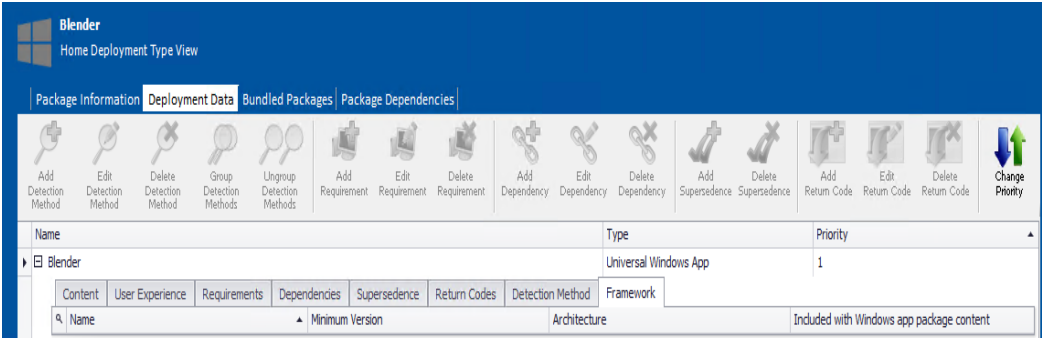 Blender
Home Deployment Type View
Package Information Deployment Data Bundled Packages Package Dependencies
Add Detection Method
Edit Detection Method
Delete Detection Method
Group Detection Methods
Ungroup Detection Methods
Add Requirement
Edit Requirement
Delete Requirement
Add Dependency
Edit Dependency
Delete Dependency
Add Supersedence
Delete Supersedence
Add Return Code
Edit Return Code
Delete Return Code
Change Priority
Name Type Priority
Blender Universal Windows App 1
Content User Experience Requirements Dependencies Supersedence Return Codes Detection Method Framework
Name Minimum Version Architecture Included with Windows app package content